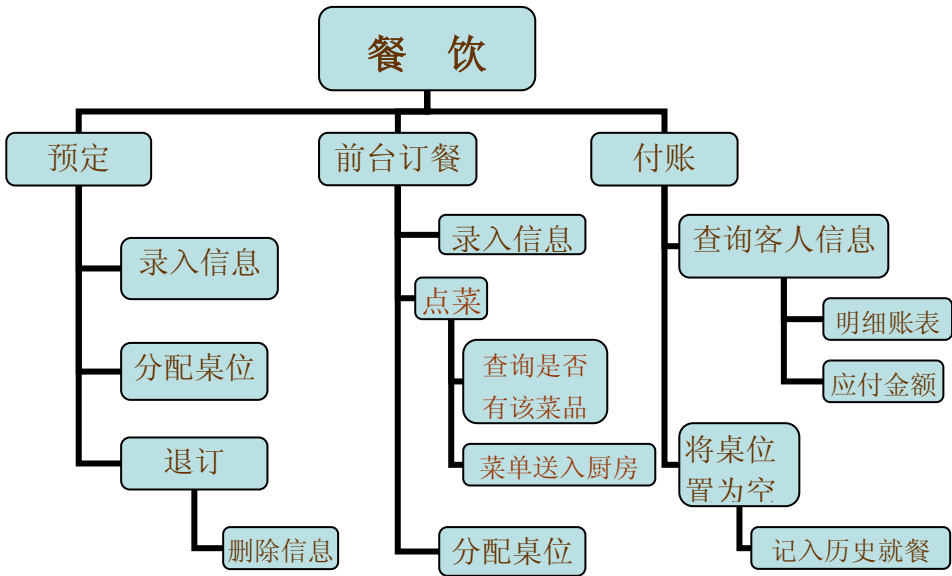 餐 饮
预定
录入信息
分配桌位
退订
删除信息
前台订餐
录入信息
点菜
查询是否
有该菜品
菜单送入厨房
分配桌位
付账
查询客人信息
明细账表
应付金额
将桌位
置为空
记入历史就餐